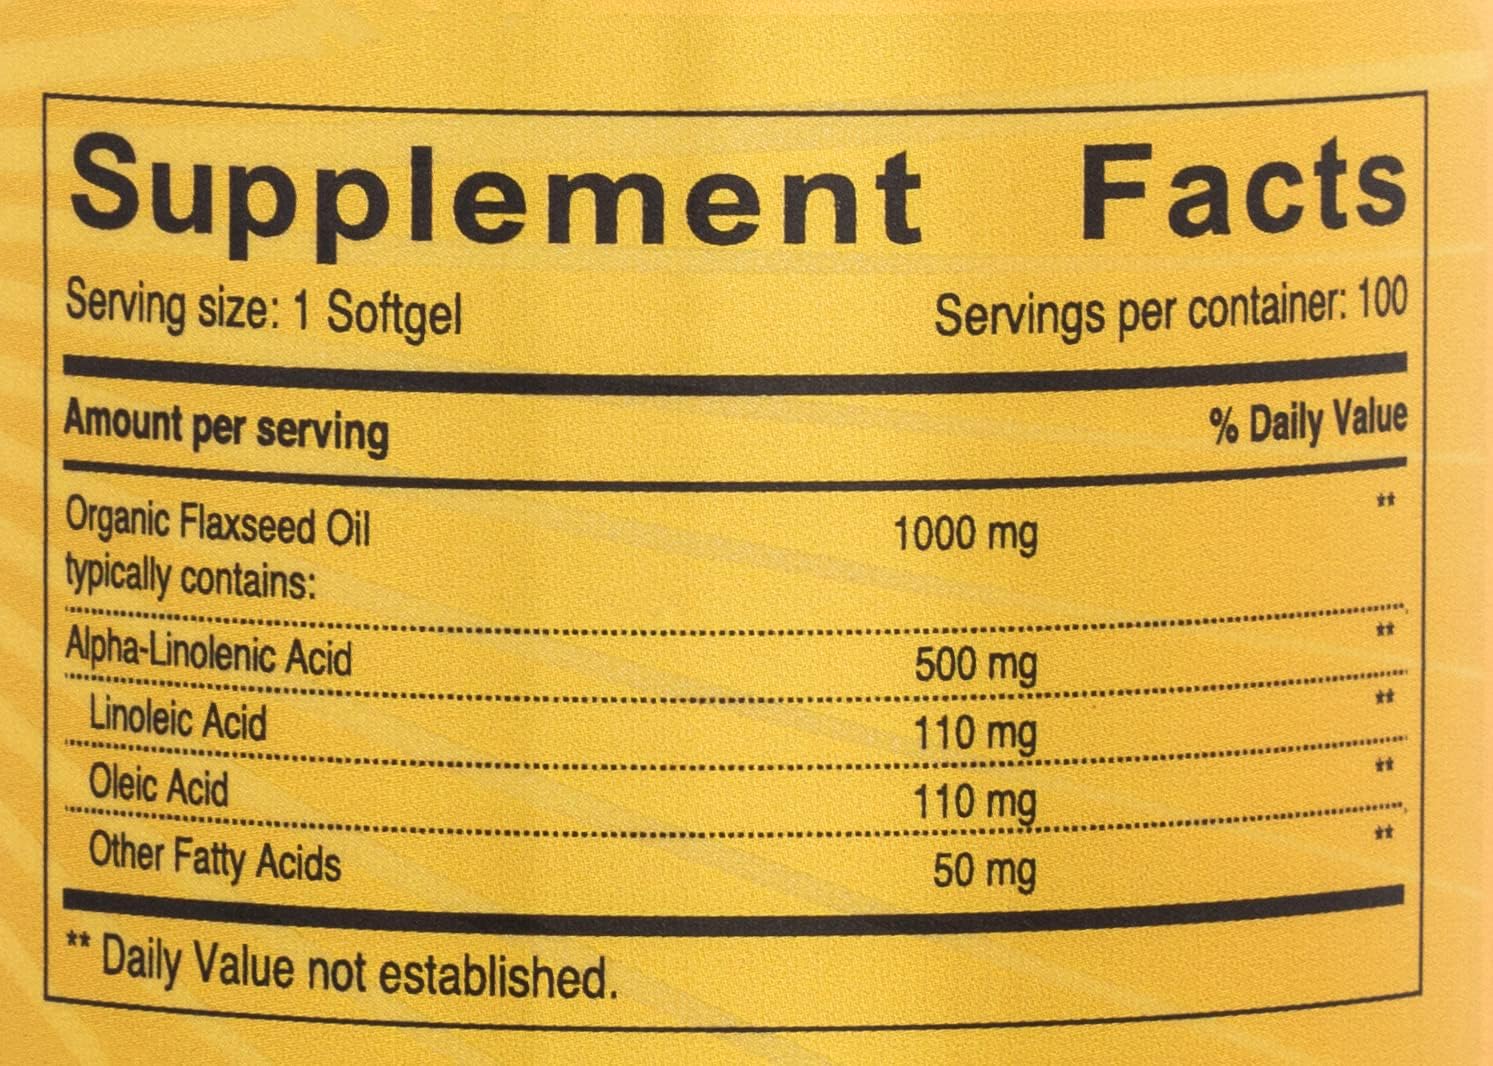 Supplement Facts
Serving size: 1 Softgel Servings per container: 100
Amount per serving % Daily Value
Organic Flaxseed Oil 1000 mg **
typically contains:
Alpha-Linolenic Acid 500 mg **
Linoleic Acid 110 mg **
Oleic Acid 110 mg **
Other Fatty Acids 50 mg **
** Daily Value not established.